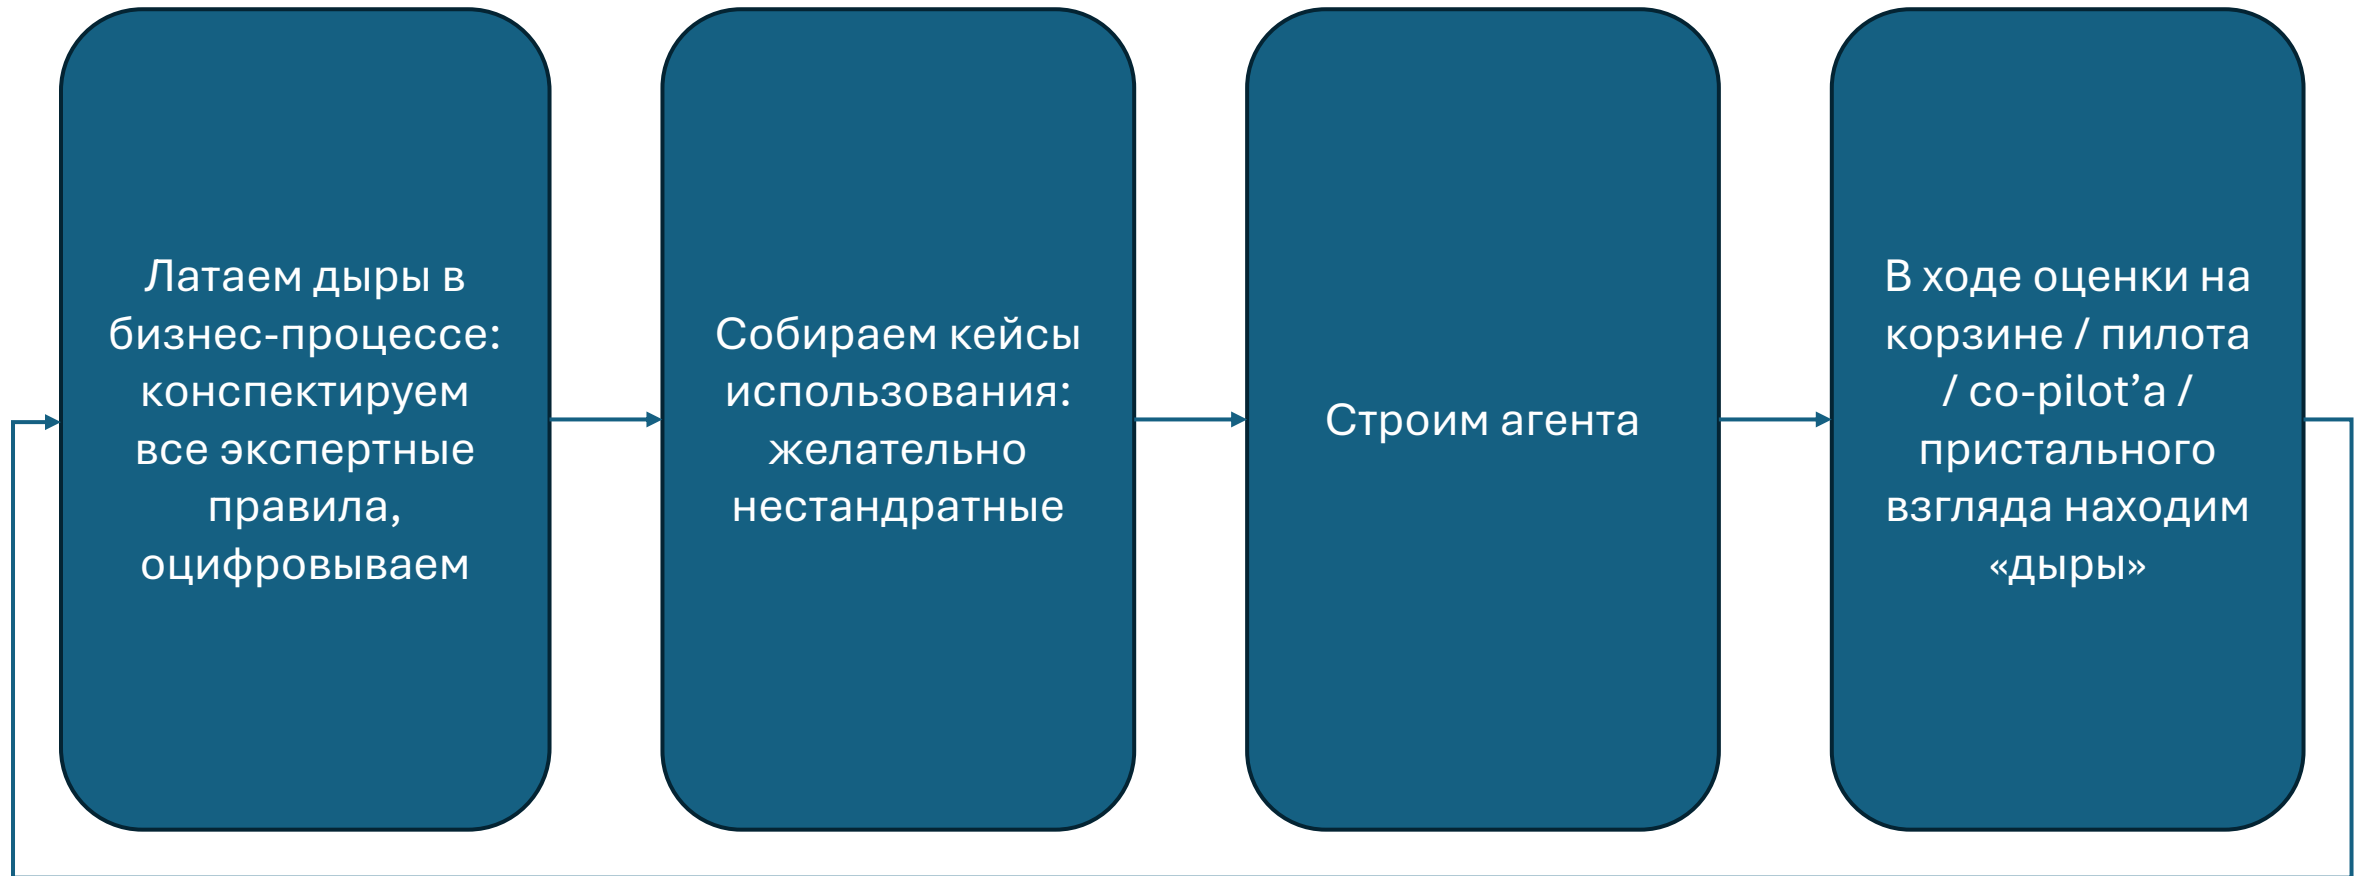 Латаем дыры в
бизнес-процессе:
конспектируем
все экспертные
правила,
оцифровываем
Собираем кейсы
использования:
желательно
нестандратные
Строим агента
В ходе оценки на
корзине / пилота
/ co-pilot’а /
пристального
взгляда находим
«дыры»